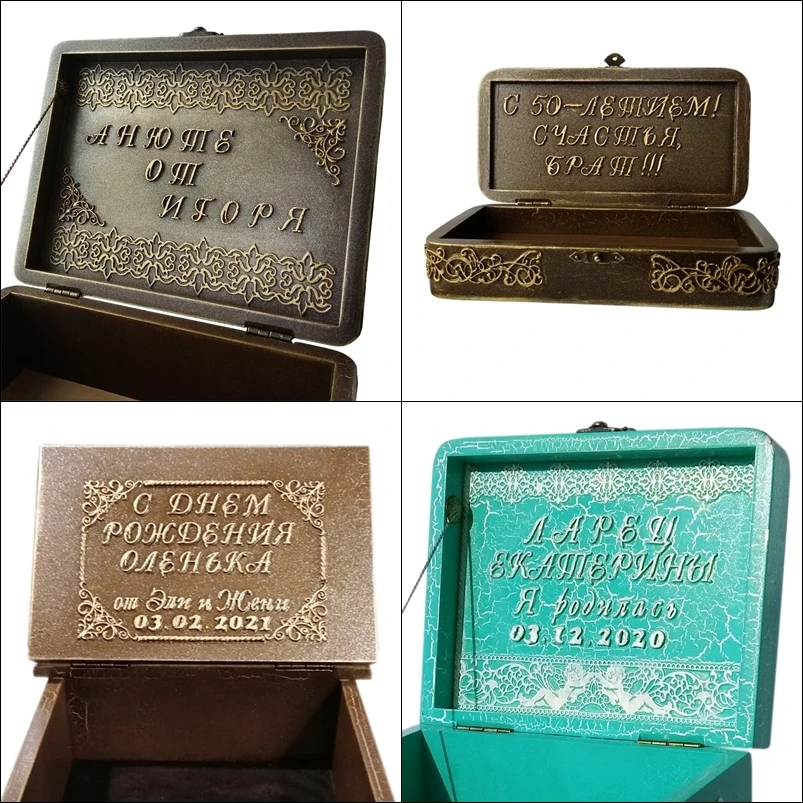 АНЮТЕ
ОТ
ИГОРЯ
С 50-ЛЕТИЕМ!
СЧАСТЬЯ,
БРАТ!!!
С ДНЕМ
РОЖДЕНИЯ
ОЛЕНЬКА
от Эли и Жени
03.02.2021
ЛАРЕЦ
ЕКАТЕРИНЫ
Я родилась
03.12.2020